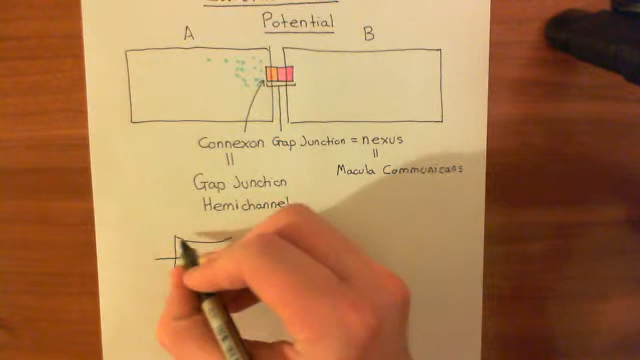 Potential
A
B
Connexon Gap Junction = nexus
Gap Junction
Macula Communicans
Hemichannel